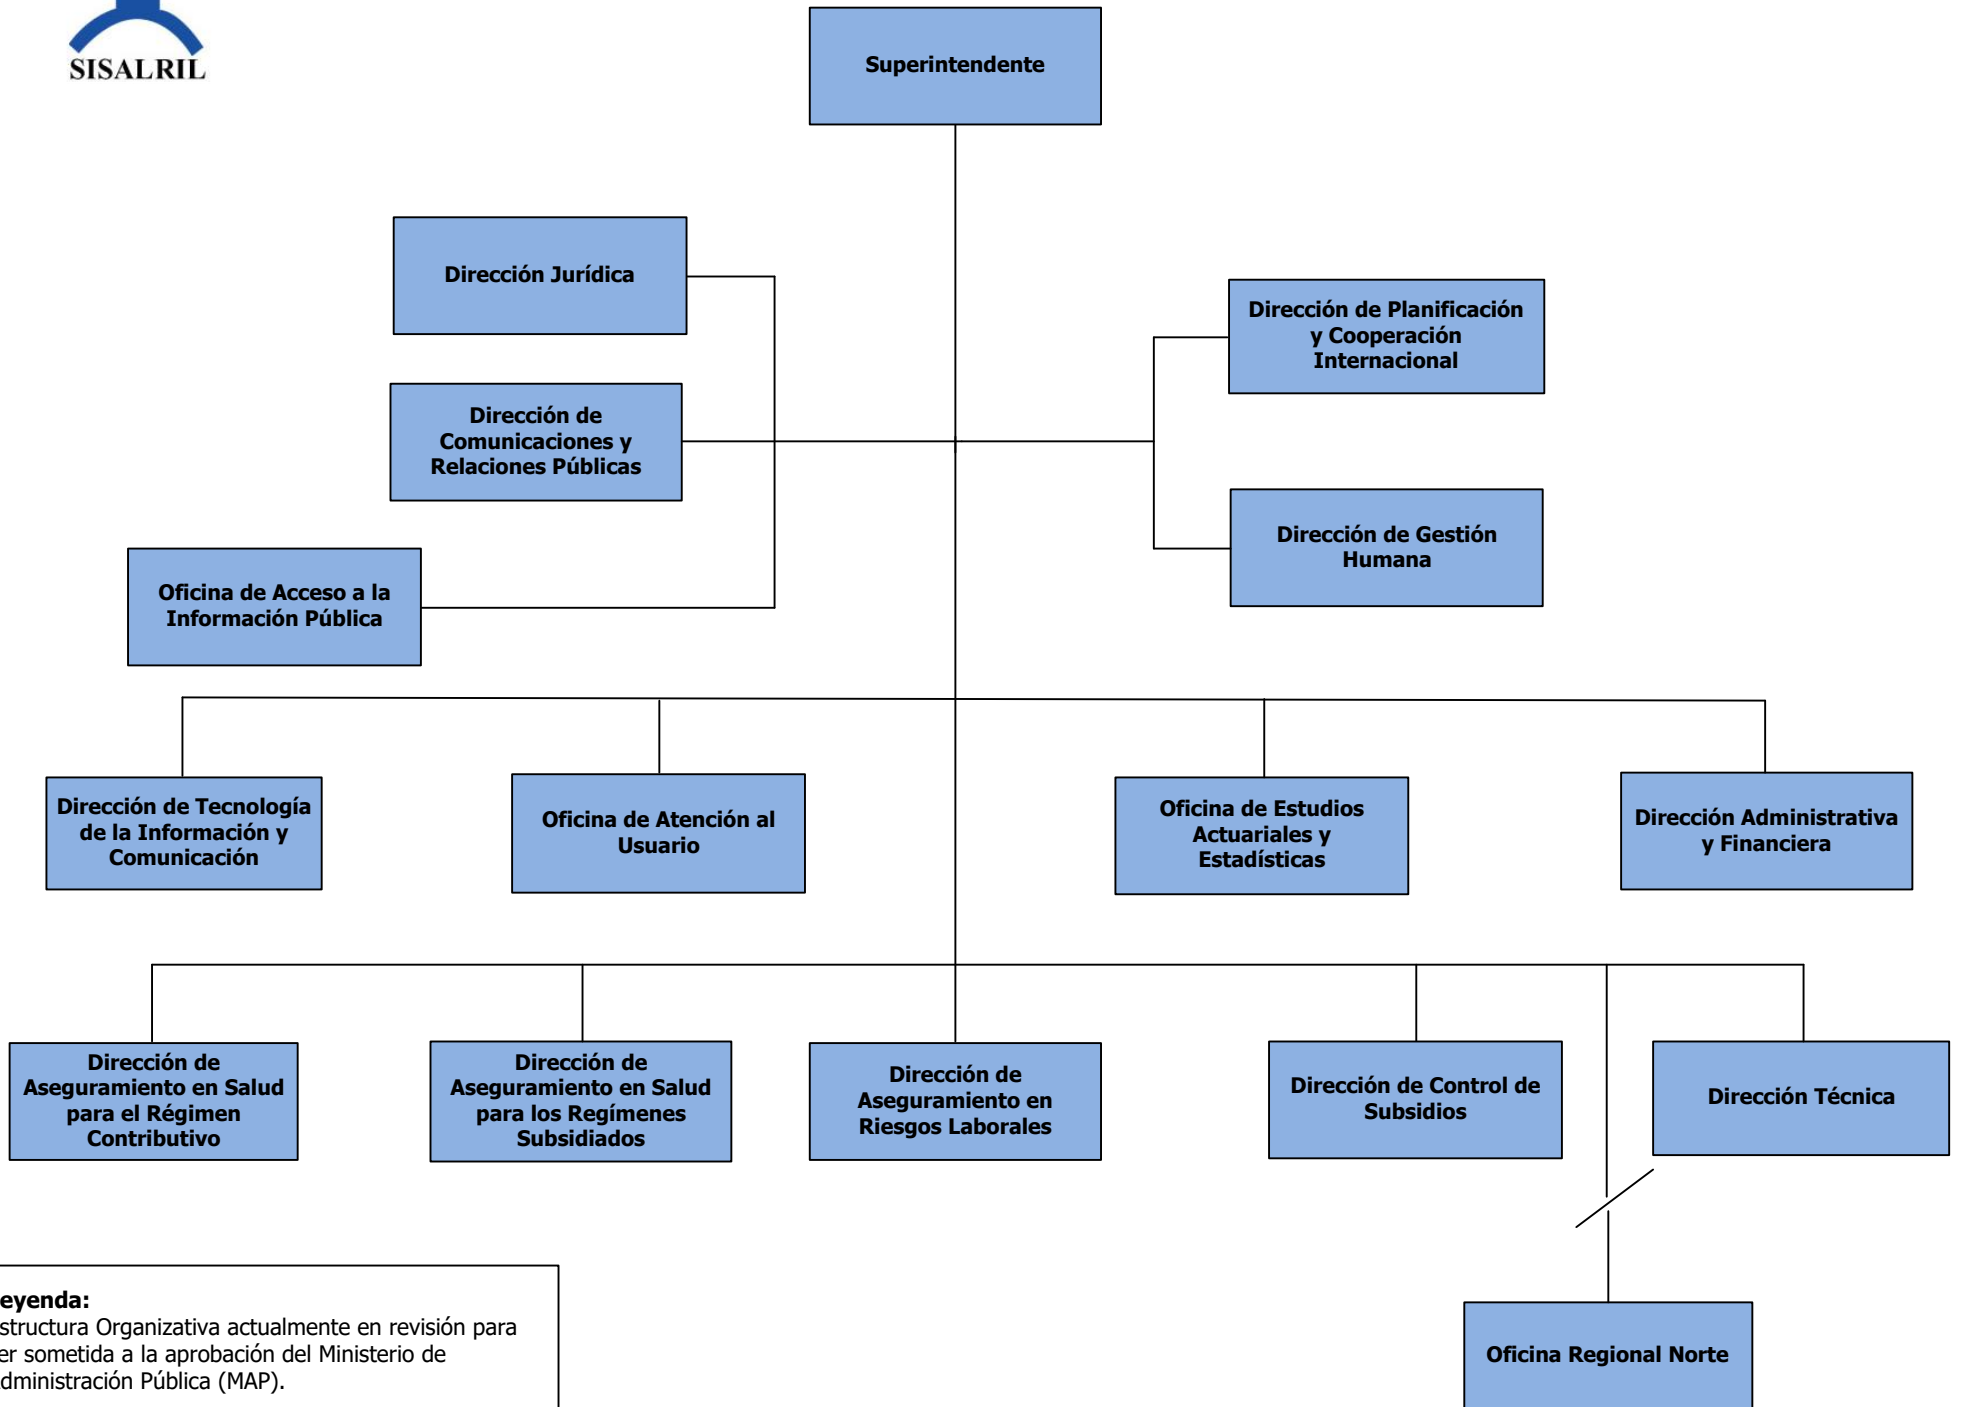 SISALRIL
Superintendente
Dirección Jurídica
Dirección de Planificación
y Cooperación
Internacional
Dirección de
Comunicaciones y
Relaciones Públicas
Dirección de Gestión
Humana
Oficina de Acceso a la
Información Pública
Dirección de Tecnología
de la Información y
Comunicación
Oficina de Atención al
Usuario
Oficina de Estudios
Actuariales y
Estadísticas
Dirección Administrativa
y Financiera
Dirección de
Aseguramiento en Salud
para el Régimen
Contributivo
Dirección de
Aseguramiento en Salud
para los Regímenes
Subsidiados
Dirección de
Aseguramiento en
Riesgos Laborales
Dirección de Control de
Subsidios
Dirección Técnica
Oficina Regional Norte
eyenda:
structura Organizativa actualmente en revisión para
er sometida a la aprobación del Ministerio de
dministración Pública (MAP).